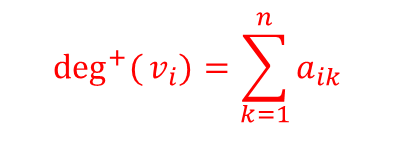 deg⁺( vᵢ) = ∑ₖ₌₁ⁿ aᵢₖ